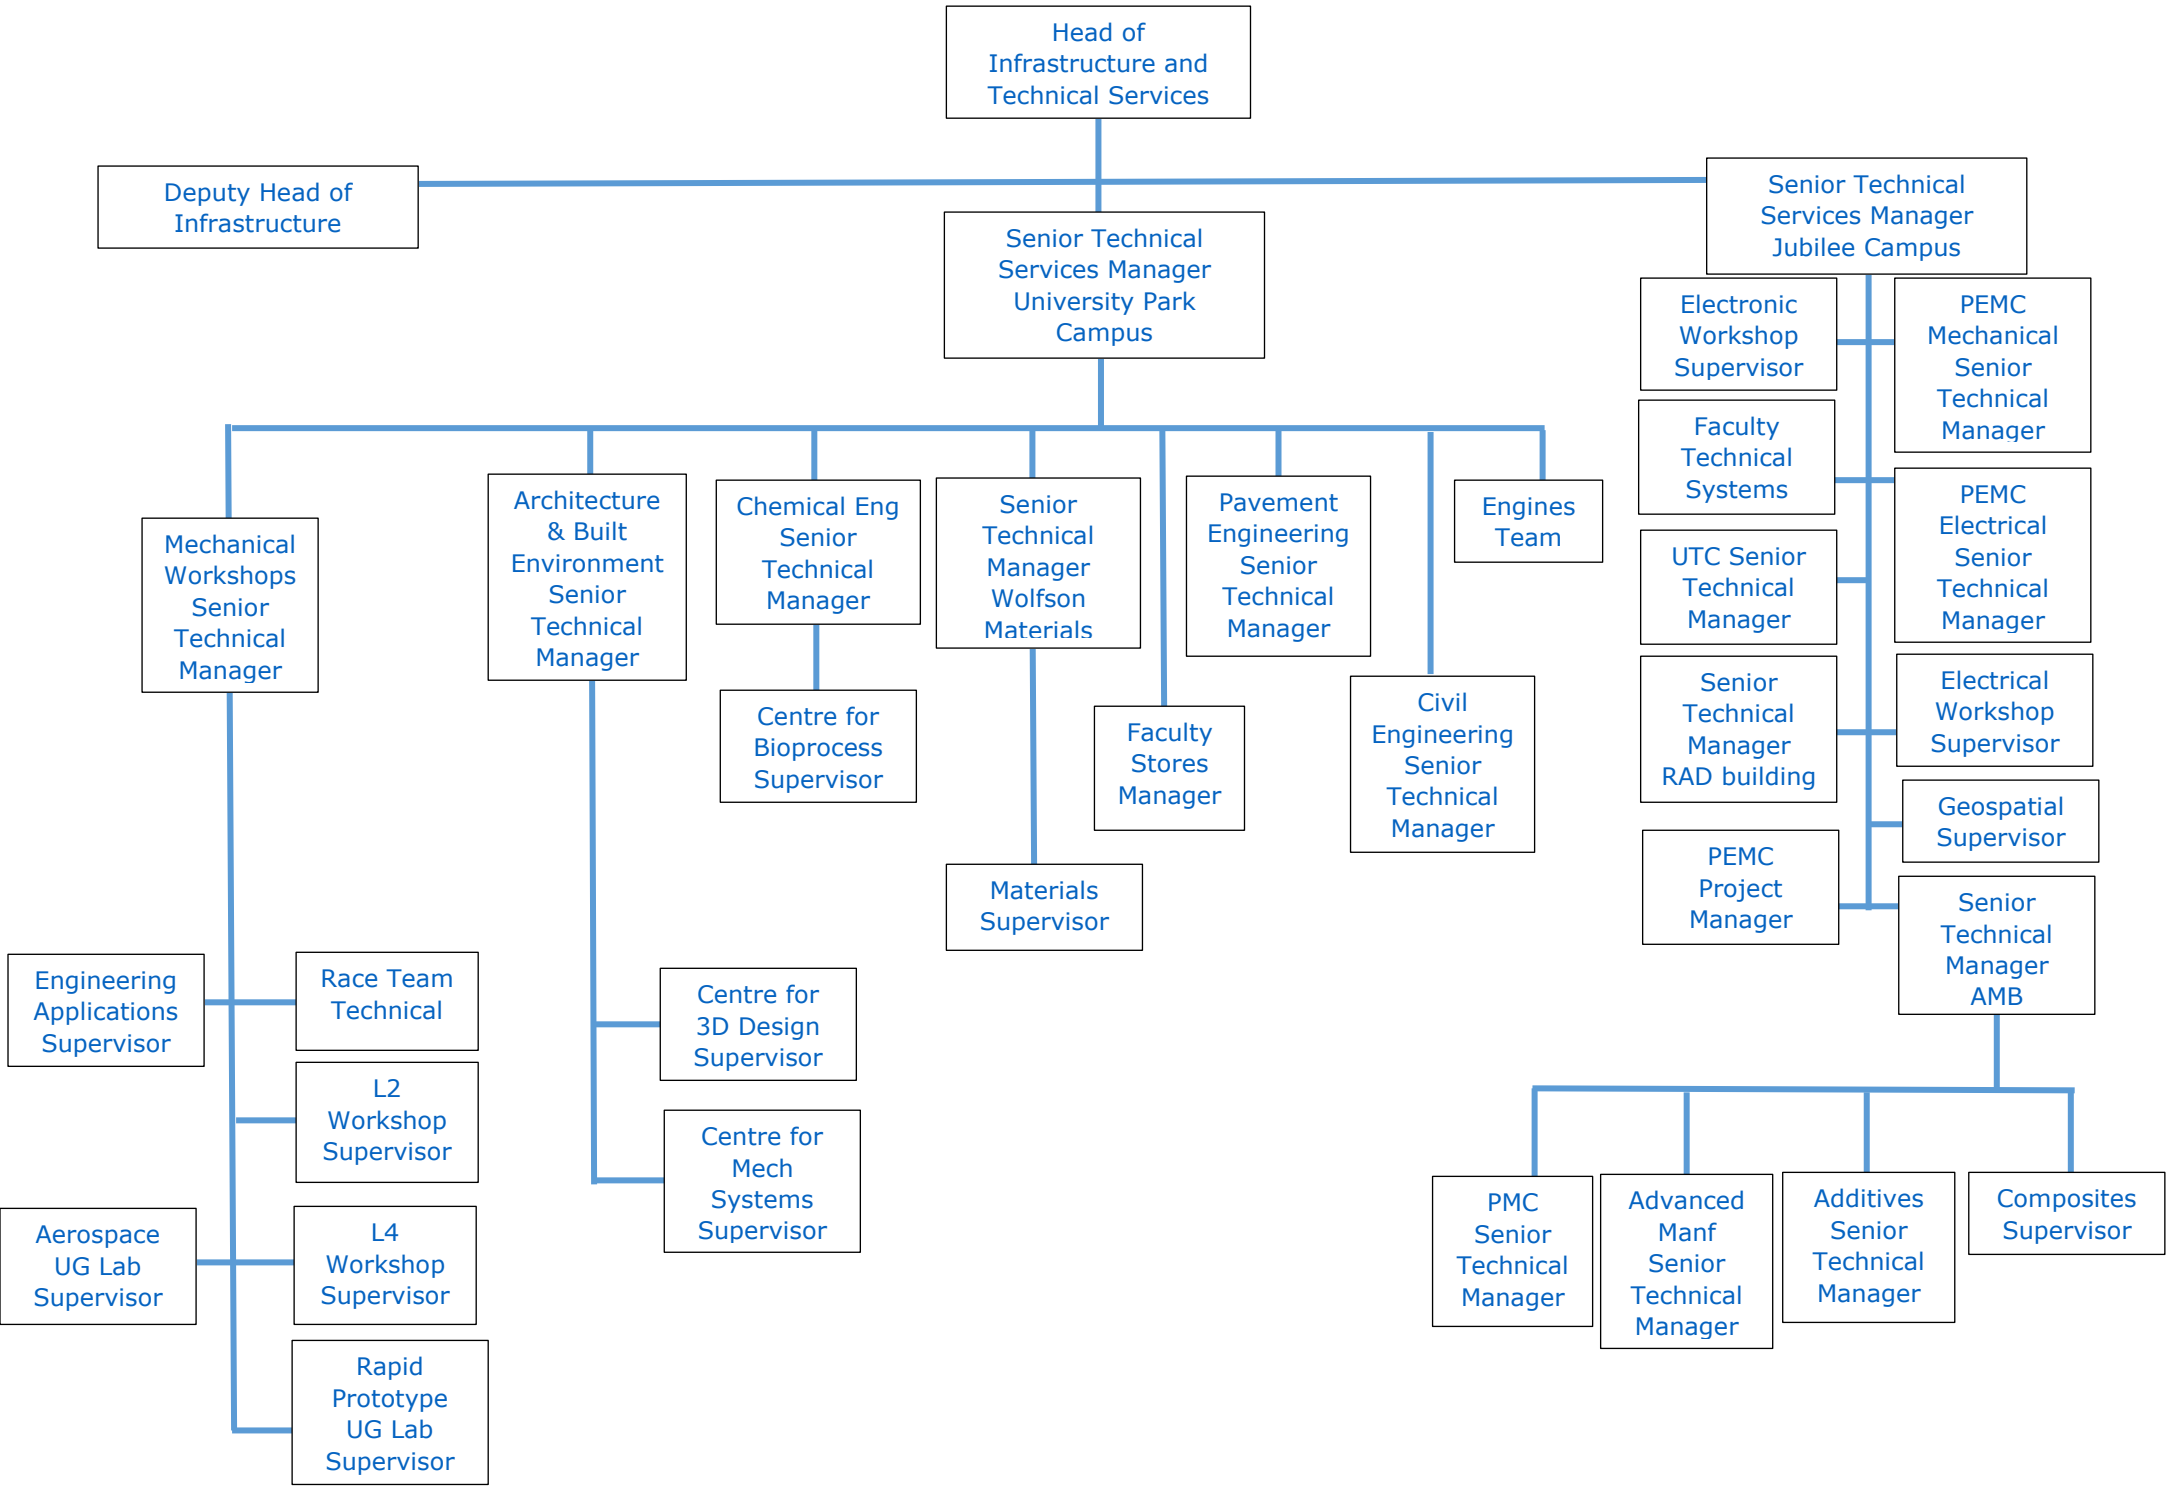 Head of
Infrastructure and
Technical Services
Deputy Head of
Infrastructure
Senior Technical
Services Manager
University Park
Campus
Senior Technical
Services Manager
Jubilee Campus
Electronic
Workshop
Supervisor
PEMC
Mechanical
Senior
Technical
Manager
Faculty
Technical
Systems
PEMC
Electrical
Senior
Technical
Manager
UTC Senior
Technical
Manager
Senior
Technical
Manager
RAD building
Electrical
Workshop
Supervisor
Geospatial
Supervisor
PEMC
Project
Manager
Senior
Technical
Manager
AMB
Mechanical
Workshops
Senior
Technical
Manager
Architecture
& Built
Environment
Senior
Technical
Manager
Chemical Eng
Senior
Technical
Manager
Senior
Technical
Manager
Wolfson
Materials
Pavement
Engineering
Senior
Technical
Manager
Engines
Team
Centre for
Bioprocess
Supervisor
Faculty
Stores
Manager
Civil
Engineering
Senior
Technical
Manager
Materials
Supervisor
Engineering
Applications
Supervisor
Race Team
Technical
L2
Workshop
Supervisor
Aerospace
UG Lab
Supervisor
L4
Workshop
Supervisor
Rapid
Prototype
UG Lab
Supervisor
Centre for
3D Design
Supervisor
Centre for
Mech
Systems
Supervisor
PMC
Senior
Technical
Manager
Advanced
Manf
Senior
Technical
Manager
Additives
Senior
Technical
Manager
Composites
Supervisor